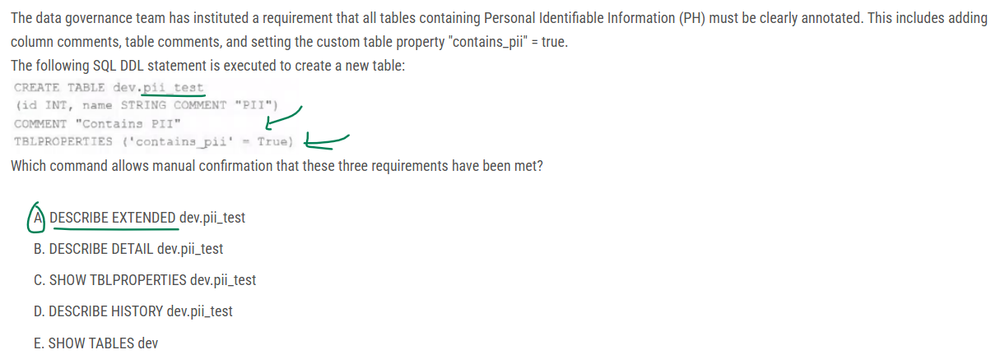 The data governance team has instituted a requirement that all tables containing Personal Identifiable Information (PH) must be clearly annotated. This includes adding
column comments, table comments, and setting the custom table property "contains_pii" = true.
The following SQL DDL statement is executed to create a new table:
CREATE TABLE dev.pii_test
(id INT, name STRING COMMENT "PII")
COMMENT "Contains PII"
TBLPROPERTIES ('contains_pii' = True)
Which command allows manual confirmation that these three requirements have been met?
A DESCRIBE EXTENDED dev.pii_test
B. DESCRIBE DETAIL dev.pii_test
C. SHOW TBLPROPERTIES dev.pii_test
D. DESCRIBE HISTORY dev.pii_test
E. SHOW TABLES dev